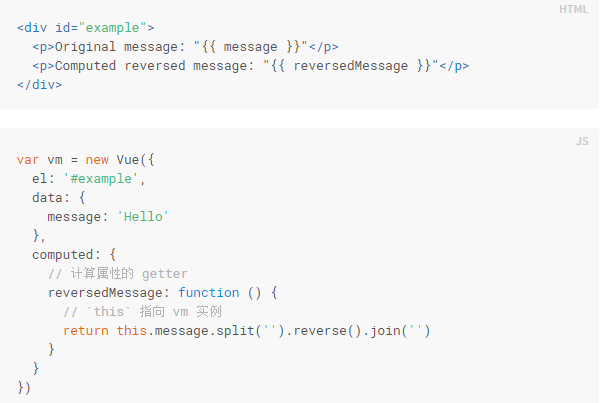 HTML
<div id="example">
  <p>Original message: "{{ message }}"</p>
  <p>Computed reversed message: "{{ reversedMessage }}"</p>
</div>
JS
var vm = new Vue({
  el: '#example',
  data: {
    message: 'Hello'
  },
  computed: {
    // 计算属性的 getter
    reversedMessage: function () {
      // `this` 指向 vm 实例
      return this.message.split('').reverse().join('')
    }
  }
})